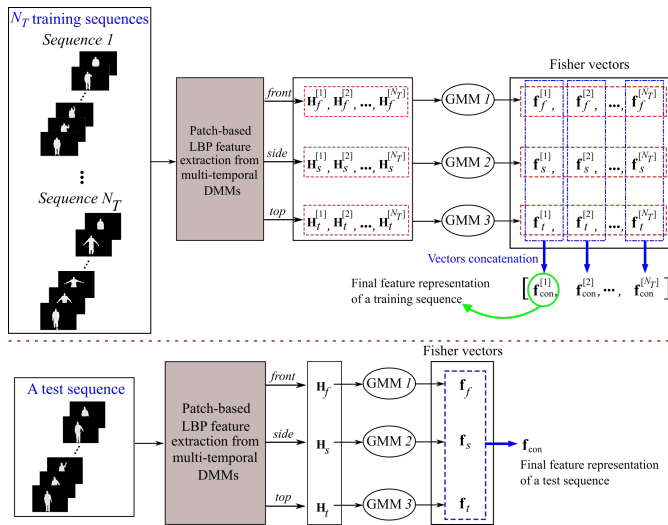 N_T training sequences
Sequence 1
Sequence N_T
Patch-based
LBP feature
extraction from
multi-temporal
DMMs
front
side
top
H_f^[1], H_f^[2], ..., H_f^[N_T]
H_s^[1], H_s^[2], ..., H_s^[N_T]
H_t^[1], H_t^[2], ..., H_t^[N_T]
GMM 1
GMM 2
GMM 3
Fisher vectors
f_f^[1], f_f^[2], ..., f_f^[N_T]
f_s^[1], f_s^[2], ..., f_s^[N_T]
f_t^[1], f_t^[2], ..., f_t^[N_T]
Vectors concatenation
Final feature representation
of a training sequence
[ f_con^[1], f_con^[2], ..., f_con^[N_T] ]
A test sequence
Patch-based
LBP feature
extraction from
multi-temporal
DMMs
front
side
top
H_f
H_s
H_t
GMM 1
GMM 2
GMM 3
Fisher vectors
f_f
f_s
f_t
f_con
Final feature representation
of a test sequence